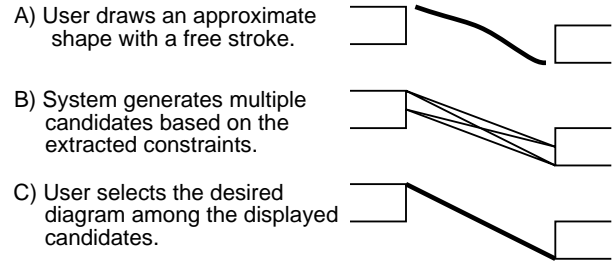 A) User draws an approximate
shape with a free stroke.
B) System generates multiple
candidates based on the
extracted constraints.
C) User selects the desired
diagram among the displayed
candidates.